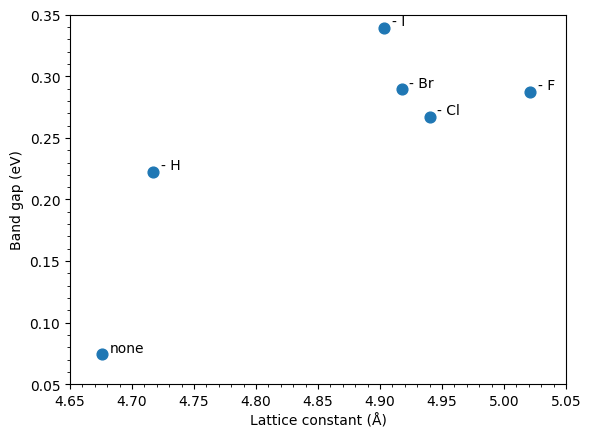 0.35
0.30
0.25
0.20
0.15
0.10
0.05
Band gap (eV)
- I
- Br
- Cl
- F
- H
none
4.65 4.70 4.75 4.80 4.85 4.90 4.95 5.00 5.05
Lattice constant (Å)